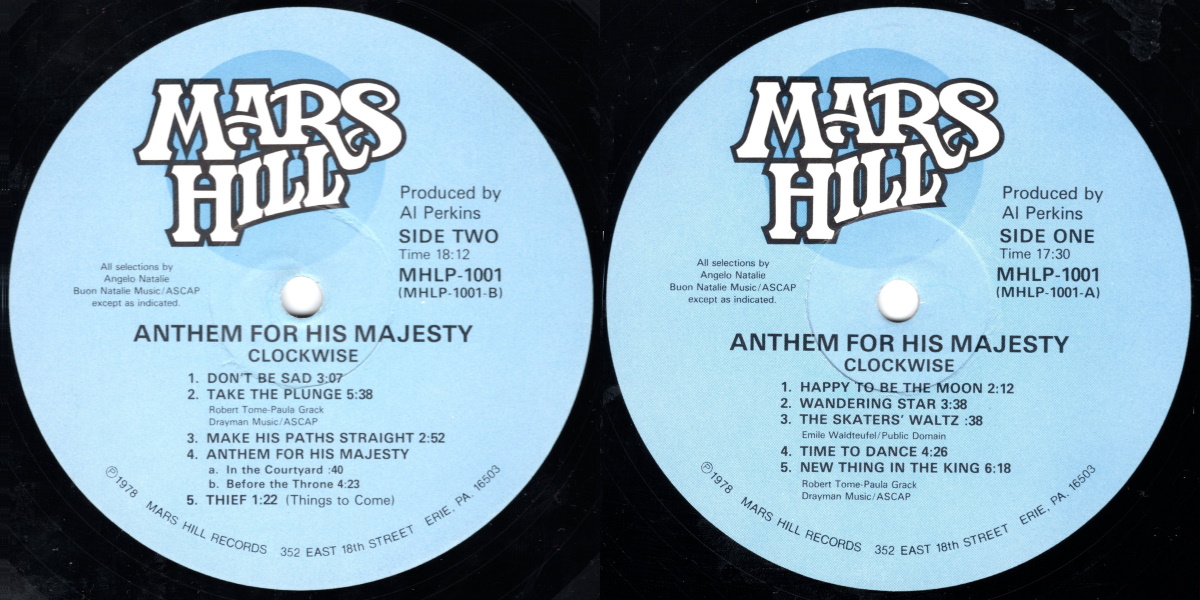 MARS
HILL
Produced by
Al Perkins
SIDE TWO
Time 18:12
MHLP-1001
(MHLP-1001-B)
All selections by
Angelo Natalie
Buon Natalie Music/ASCAP
except as indicated.
ANTHEM FOR HIS MAJESTY
CLOCKWISE
1. DON'T BE SAD 3:07
2. TAKE THE PLUNGE 5:38
Robert Tome-Paula Grack
Drayman Music/ASCAP
3. MAKE HIS PATHS STRAIGHT 2:52
4. ANTHEM FOR HIS MAJESTY
a. In the Courtyard :40
b. Before the Throne 4:23
5. THIEF 1:22 (Things to Come)
Ⓟ1978 MARS HILL RECORDS 352 EAST 18th STREET ERIE, PA. 16503
MARS
HILL
Produced by
Al Perkins
SIDE ONE
Time 17:30
MHLP-1001
(MHLP-1001-A)
All selections by
Angelo Natalie
Buon Natalie Music/ASCAP
except as indicated.
ANTHEM FOR HIS MAJESTY
CLOCKWISE
1. HAPPY TO BE THE MOON 2:12
2. WANDERING STAR 3:38
3. THE SKATERS' WALTZ :38
Emile Waldteufel/Public Domain
4. TIME TO DANCE 4:26
5. NEW THING IN THE KING 6:18
Robert Tome-Paula Grack
Drayman Music/ASCAP
Ⓟ1978 MARS HILL RECORDS 352 EAST 18th STREET ERIE, PA. 16503